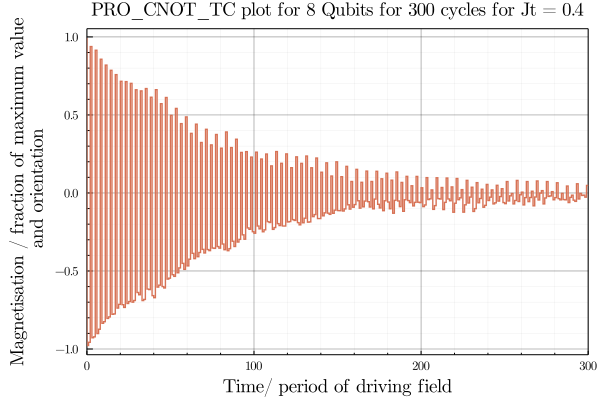 PRO_CNOT_TC plot for 8 Qubits for 300 cycles for Jt = 0.4
Magnetisation / fraction of maximum value
and orientation
1.0
0.5
0.0
−0.5
−1.0
0
100
200
300
Time/ period of driving field